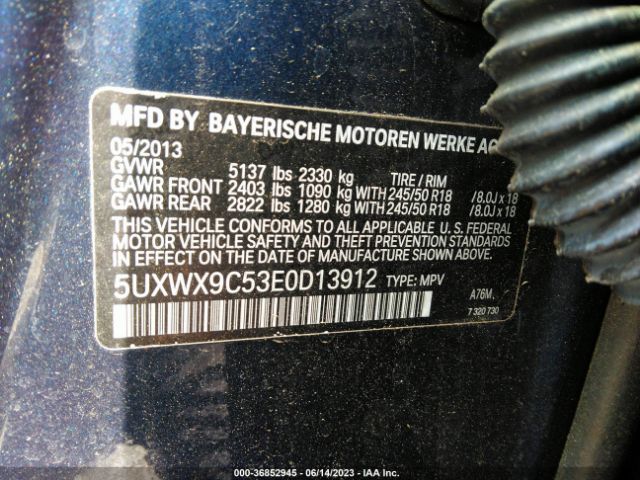 MFD BY BAYERISCHE MOTOREN WERKE AG
05/2013
GVWR 5137 lbs 2330 kg TIRE / RIM
GAWR FRONT 2403 lbs 1090 kg WITH 245/50 R18 / 8.0J x 18
GAWR REAR 2822 lbs 1280 kg WITH 245/50 R18 / 8.0J x 18
THIS VEHICLE CONFORMS TO ALL APPLICABLE U. S. FEDERAL
MOTOR VEHICLE SAFETY AND THEFT PREVENTION STANDARDS
IN EFFECT ON THE DATE OF MANUFACTURE SHOWN ABOVE.
5UXWX9C53E0D13912 TYPE: MPV
A76M
7 320 730
000-36852945 - 06/14/2023 - IAA Inc.